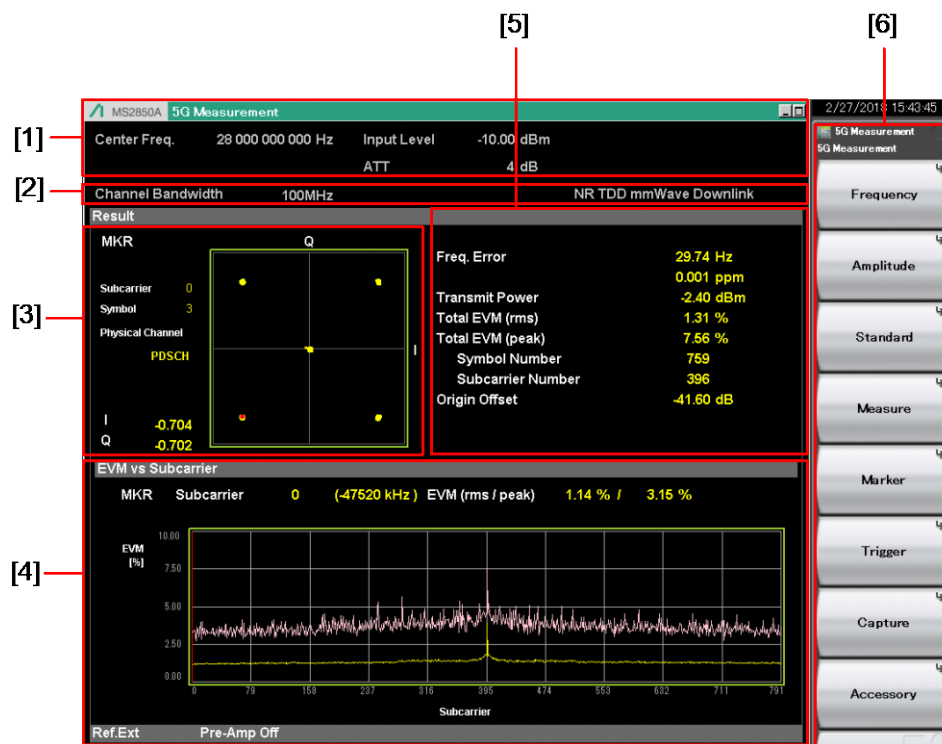 [5]
[6]
MS2850A 5G Measurement
2/27/2018 15:43:45
[1]
Center Freq. 28 000 000 000 Hz Input Level -10.00 dBm
ATT 4 dB
5G Measurement
5G Measurement
[2]
Channel Bandwidth 100MHz NR TDD mmWave Downlink
Frequency
Result
[3]
MKR
Q
I
Subcarrier 0
Symbol 3
Physical Channel
PDSCH
I -0.704
Q -0.702
Freq. Error 29.74 Hz
0.001 ppm
Transmit Power -2.40 dBm
Total EVM (rms) 1.31 %
Total EVM (peak) 7.56 %
Symbol Number 759
Subcarrier Number 396
Origin Offset -41.60 dB
Amplitude
Standard
Measure
Marker
Trigger
Capture
Accessory
[4]
EVM vs Subcarrier
MKR Subcarrier 0 (-47520 kHz ) EVM (rms / peak) 1.14 % / 3.15 %
EVM
[%]
10.00
7.50
5.00
2.50
0.00
0 79 158 237 316 395 474 553 632 711 791
Subcarrier
Ref.Ext Pre-Amp Off